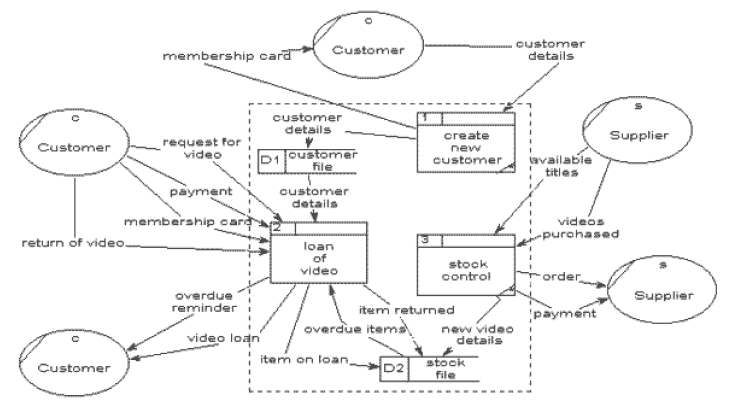 c
Customer
membership card
customer
details
c
Customer
request for
video
payment
membership card
return of video
customer
details
D1
customer
file
customer
details
1
create
new
customer
s
Supplier
available
titles
videos
purchased
2
loan
of
video
3
stock
control
order
payment
s
Supplier
overdue
reminder
video loan
item on loan
overdue items
item returned
new video
details
D2
stock
file
c
Customer